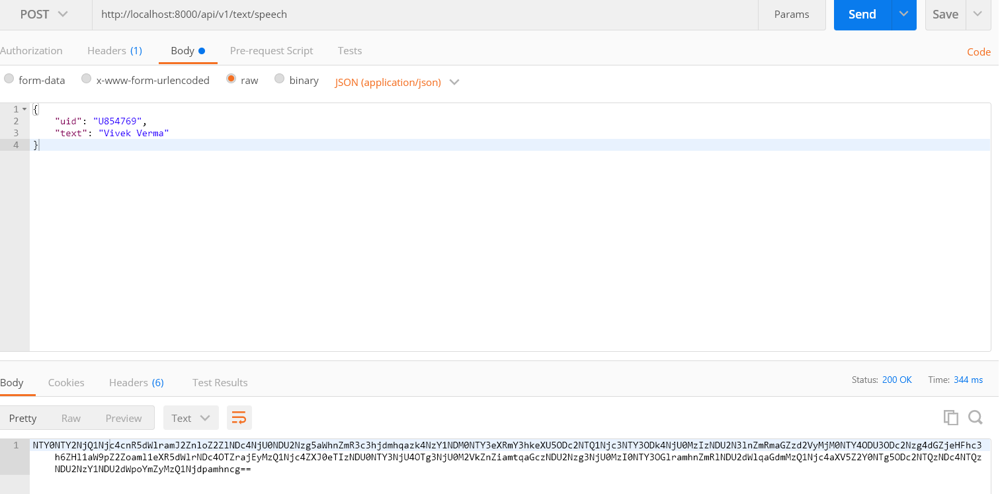 POST http://localhost:8000/api/v1/text/speech Params Send Save
Authorization Headers (1) Body Pre-request Script Tests Code
form-data x-www-form-urlencoded raw binary JSON (application/json)
1 {
2 "uid": "U854769",
3 "text": "Vivek Verma"
4 }
Body Cookies Headers (6) Test Results Status: 200 OK Time: 344 ms
Pretty Raw Preview Text
1 NTY0NTY2NjQ1Njc4cnR5dWlramJ2ZnloZ2ZlNDc4NjU0NDU2Nzg5aWhnZmR3c3hjdmhqazk4NzY1NDM0NTY3eXRmY3hkeXU5ODc2NTQ1Njc3NTY3ODk4NjU0MzIzNDU2N3lnZmRmaGZzd2VyMjM0NTY4ODU3ODc2Nzg4dGZjeHFhc3
h6ZHl1aW9pZ2Zoaml1eXR5dWlrNDc4OTZrajEyMzQ1Njc4ZXJ0eTIzNDU0NTY3NjU4OTg3NjU0M2VkZnZiamtqaGczNDU2Nzg3NjU0MzI0NTY3OGlramhnZmRlNDU2dWlqaGdmMzQ1Njc4aXV5Z2Y0NTg5ODc2NTQzNDc4NTQz
NDU2NzY1NDU2dWpoYmZyMzQ1Njdpamhncg==